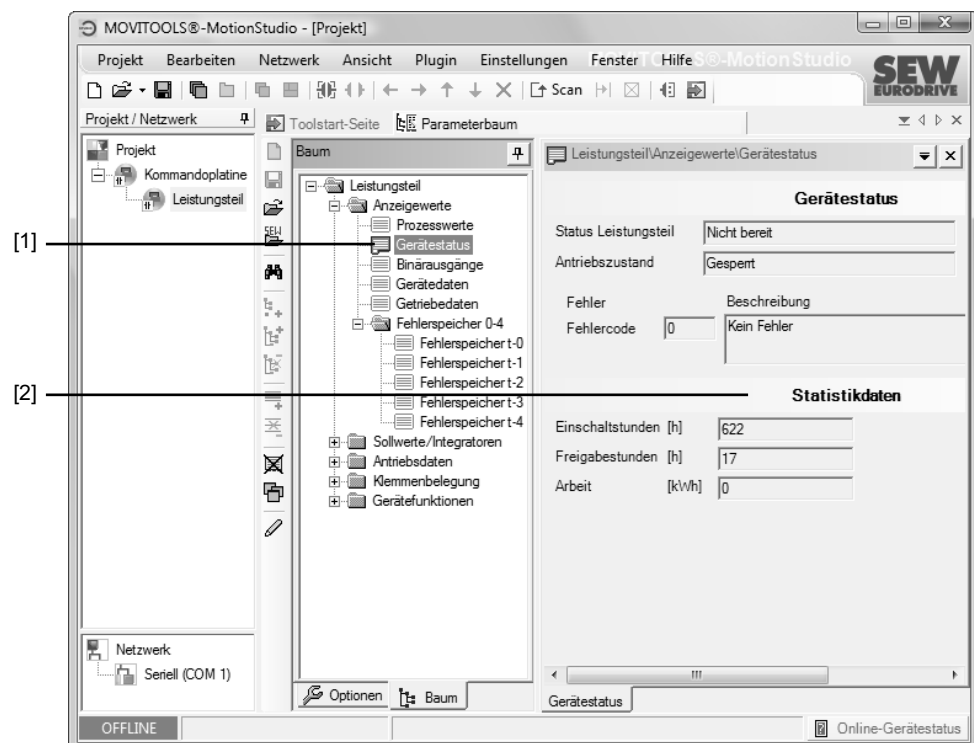 MOVITOOLS®-MotionStudio - [Projekt]
Projekt Bearbeiten Netzwerk Ansicht Plugin Einstellungen Fenster Hilfe
SEW
EURODRIVE
Scan
Projekt / Netzwerk
Toolstart-Seite Parameterbaum
Projekt
Kommandoplatine
Leistungsteil
Netzwerk
Seriell (COM 1)
SEW
Baum
Leistungsteil
Anzeigewerte
Prozesswerte
[1]
Gerätestatus
Binärausgänge
Gerätedaten
Getriebedaten
Fehlerspeicher 0-4
Fehlerspeicher t-0
Fehlerspeicher t-1
Fehlerspeicher t-2
[2]
Fehlerspeicher t-3
Fehlerspeicher t-4
Sollwerte/Integratoren
Antriebsdaten
Klemmenbelegung
Gerätefunktionen
Optionen Baum
Leistungsteil\Anzeigewerte\Gerätestatus
Gerätestatus
Status Leistungsteil Nicht bereit
Antriebszustand Gesperrt
Fehler Beschreibung
Fehlercode 0 Kein Fehler
Statistikdaten
Einschaltstunden [h] 622
Freigabestunden [h] 17
Arbeit [kWh] 0
Gerätestatus
OFFLINE
Online-Gerätestatus